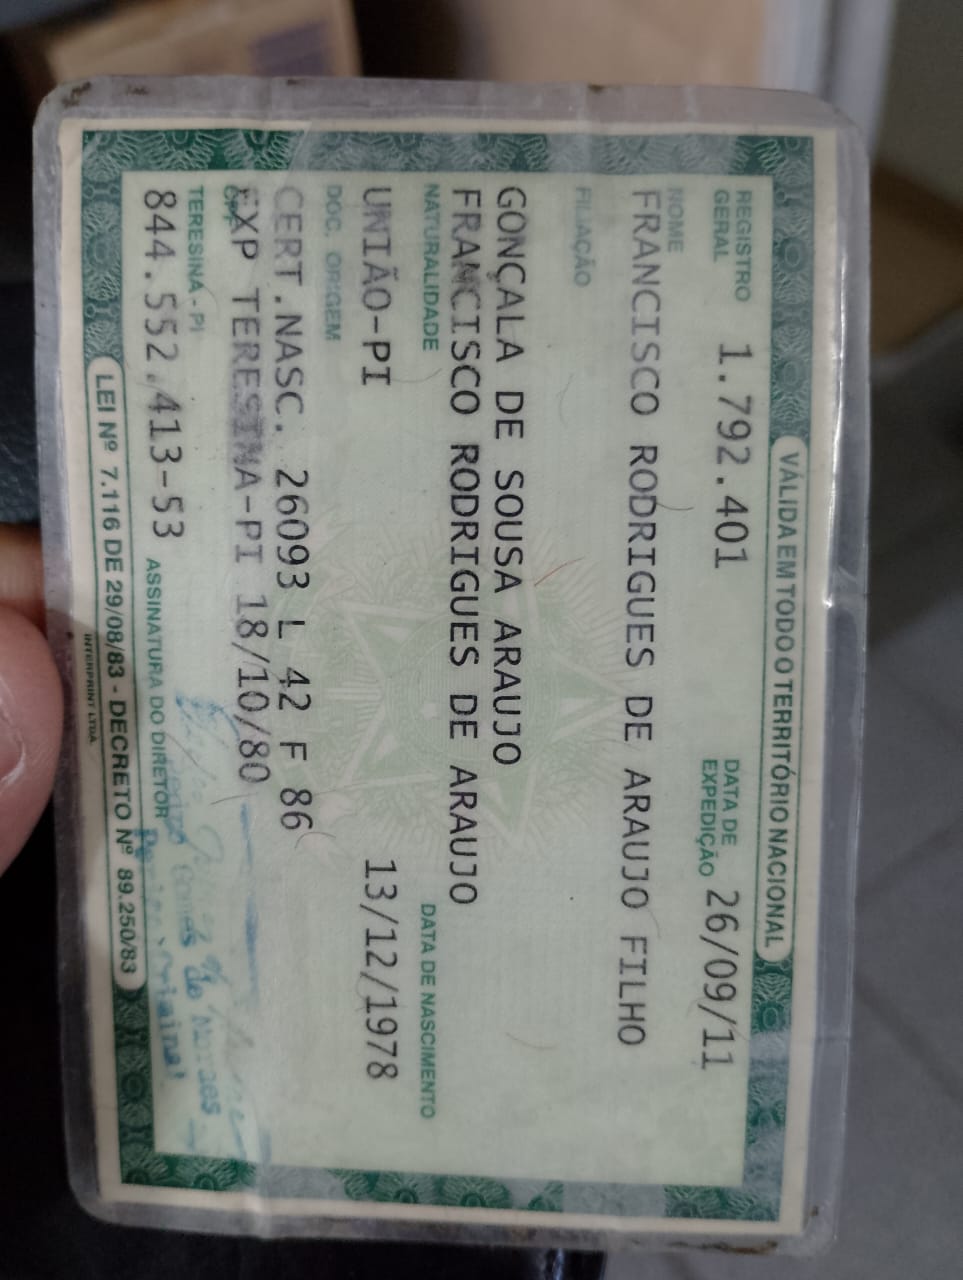 VÁLIDA EM TODO O TERRITÓRIO NACIONAL
REGISTRO GERAL 1.792.401 DATA DE EXPEDIÇÃO 26/09/11
NOME
FRANCISCO RODRIGUES DE ARAUJO FILHO
FILIAÇÃO
GONÇALA DE SOUSA ARAUJO
FRANCISCO RODRIGUES DE ARAUJO
NATURALIDADE DATA DE NASCIMENTO
UNIÃO-PI 13/12/1978
DOC. ORIGEM
CERT.NASC. 26093 L 42 F 86
EXP TERESINA-PI 18/10/80
CPF
TERESINA - PI
844.552.413-53
ASSINATURA DO DIRETOR
LEI Nº 7.116 DE 29/08/83 - DECRETO Nº 89.250/83
INTERPRINT LTDA